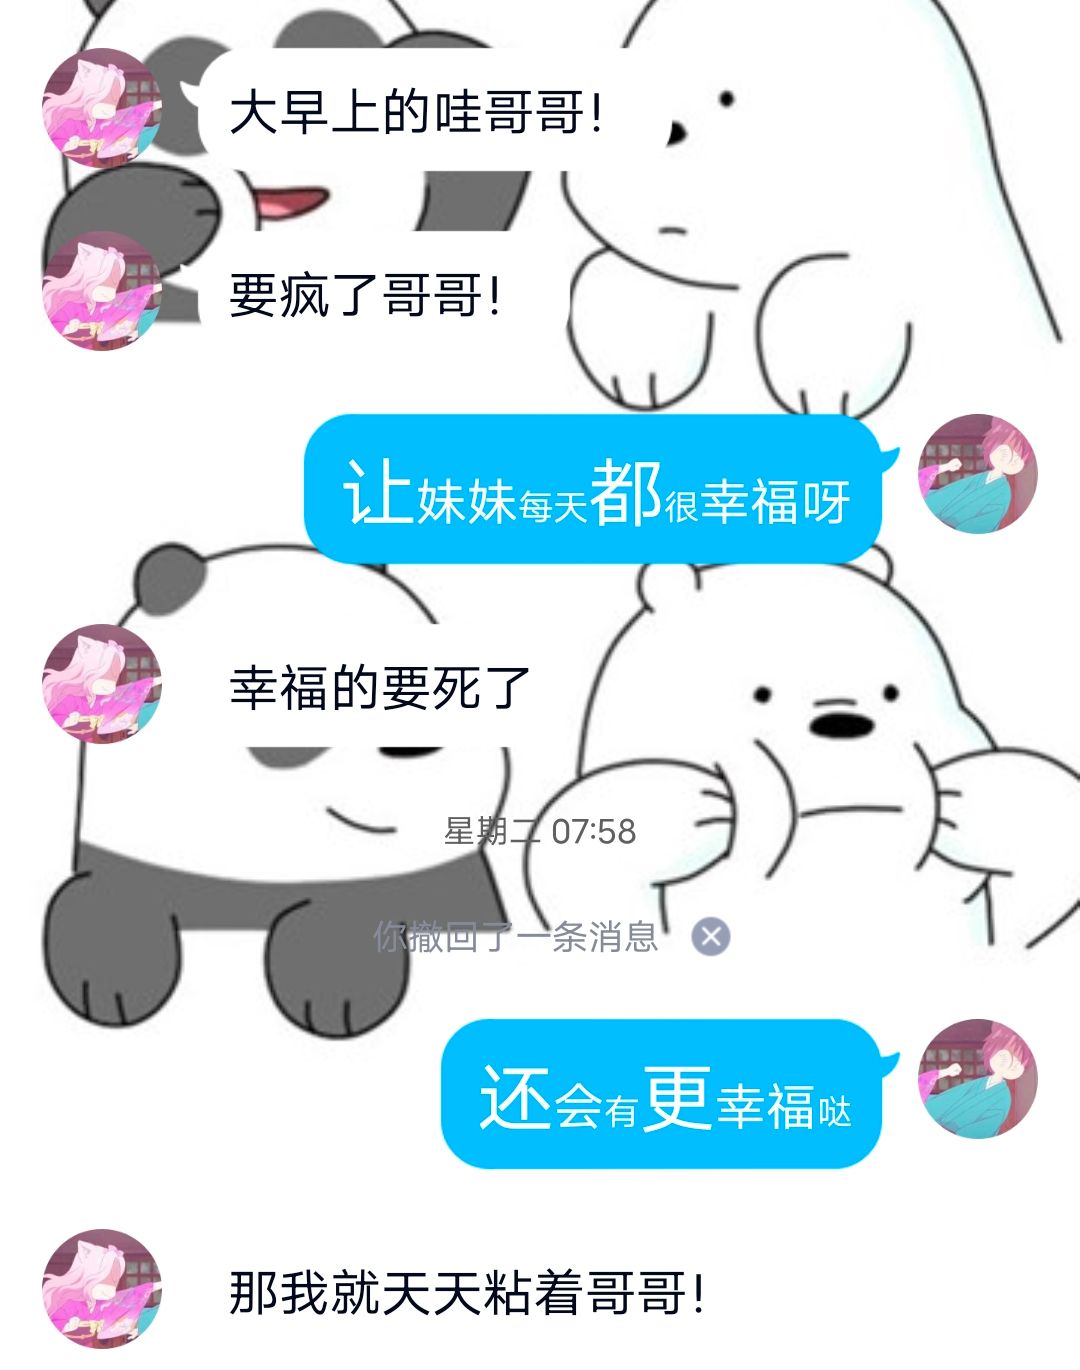 大早上的哇哥哥！
要疯了哥哥！
让妹妹每天都很幸福呀
幸福的要死了
星期二 07:58
你撤回了一条消息
还会有更幸福哒
那我就天天粘着哥哥！